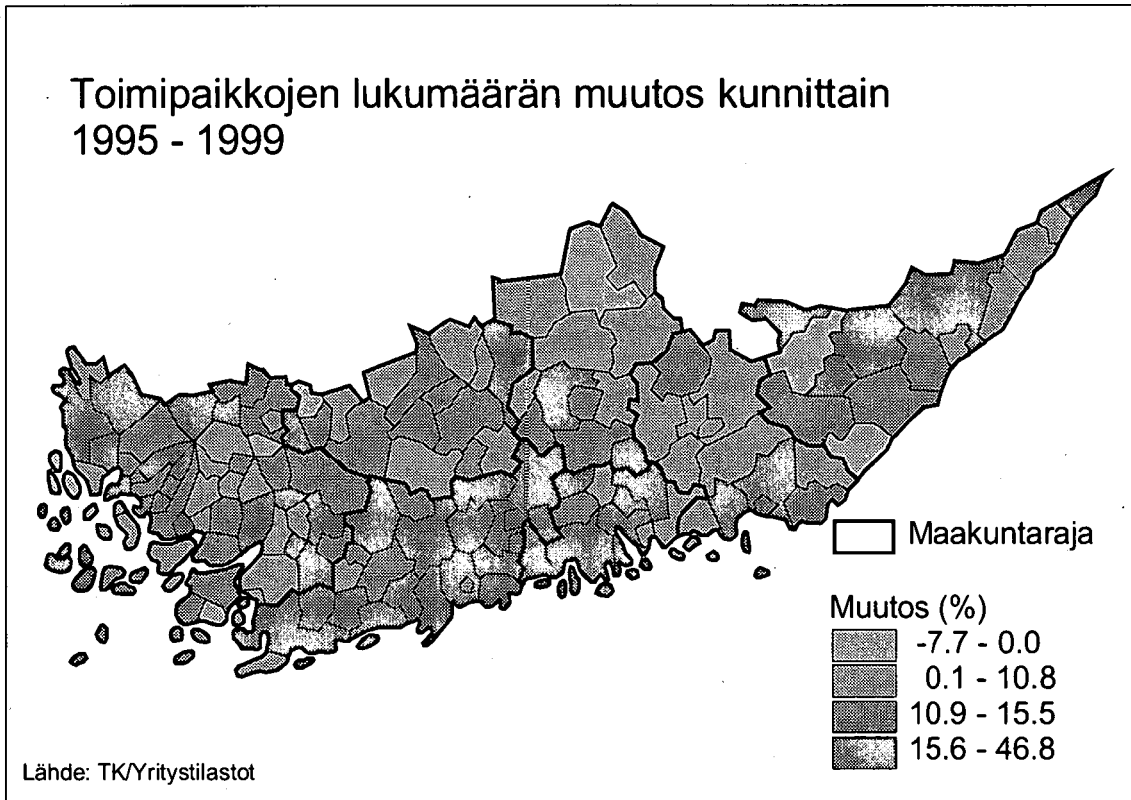 Toimipaikkojen lukumäärän muutos kunnittain
1995 - 1999
Maakuntaraja
Muutos (%)
-7.7 - 0.0
0.1 - 10.8
10.9 - 15.5
15.6 - 46.8
Lähde: TK/Yritystilastot